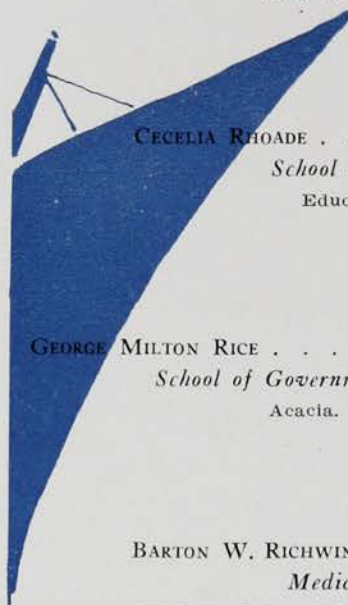 CECELIA RHOADE . .
School
Educ
GEORGE MILTON RICE . . .
School of Governm
Acacia.
BARTON W. RICHWIN
Medic